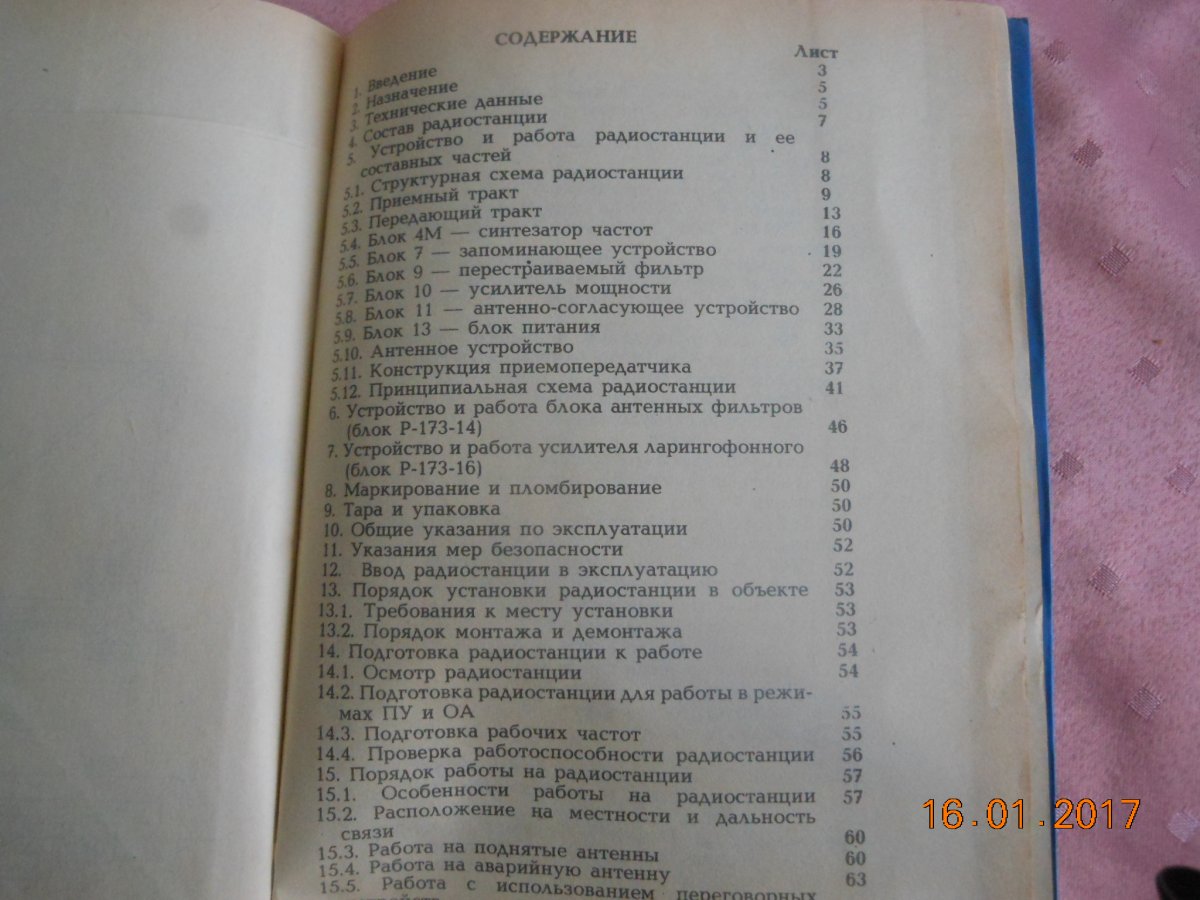 СОДЕРЖАНИЕ
Лист
1. Введение 3
2. Назначение 5
3. Технические данные 5
4. Состав радиостанции 7
5. Устройство и работа радиостанции и ее
составных частей 8
5.1. Структурная схема радиостанции 8
5.2. Приемный тракт 9
5.3. Передающий тракт 13
5.4. Блок 4М — синтезатор частот 16
5.5. Блок 7 — запоминающее устройство 19
5.6. Блок 9 — перестраиваемый фильтр 22
5.7. Блок 10 — усилитель мощности 26
5.8. Блок 11 — антенно-согласующее устройство 28
5.9. Блок 13 — блок питания 33
5.10. Антенное устройство 35
5.11. Конструкция приемопередатчика 37
5.12. Принципиальная схема радиостанции 41
6. Устройство и работа блока антенных фильтров
(блок Р-173-14) 46
7. Устройство и работа усилителя ларингофонного
(блок Р-173-16) 48
8. Маркирование и пломбирование 50
9. Тара и упаковка 50
10. Общие указания по эксплуатации 50
11. Указания мер безопасности 52
12. Ввод радиостанции в эксплуатацию 52
13. Порядок установки радиостанции в объекте 53
13.1. Требования к месту установки 53
13.2. Порядок монтажа и демонтажа 53
14. Подготовка радиостанции к работе 54
14.1. Осмотр радиостанции 54
14.2. Подготовка радиостанции для работы в режи-
мах ПУ и ОА 55
14.3. Подготовка рабочих частот 55
14.4. Проверка работоспособности радиостанции 56
15. Порядок работы на радиостанции 57
15.1. Особенности работы на радиостанции 57
15.2. Расположение на местности и дальность
связи 60
15.3. Работа на поднятые антенны 60
15.4. Работа на аварийную антенну 63
15.5. Работа с использованием переговорных
16.01.2017